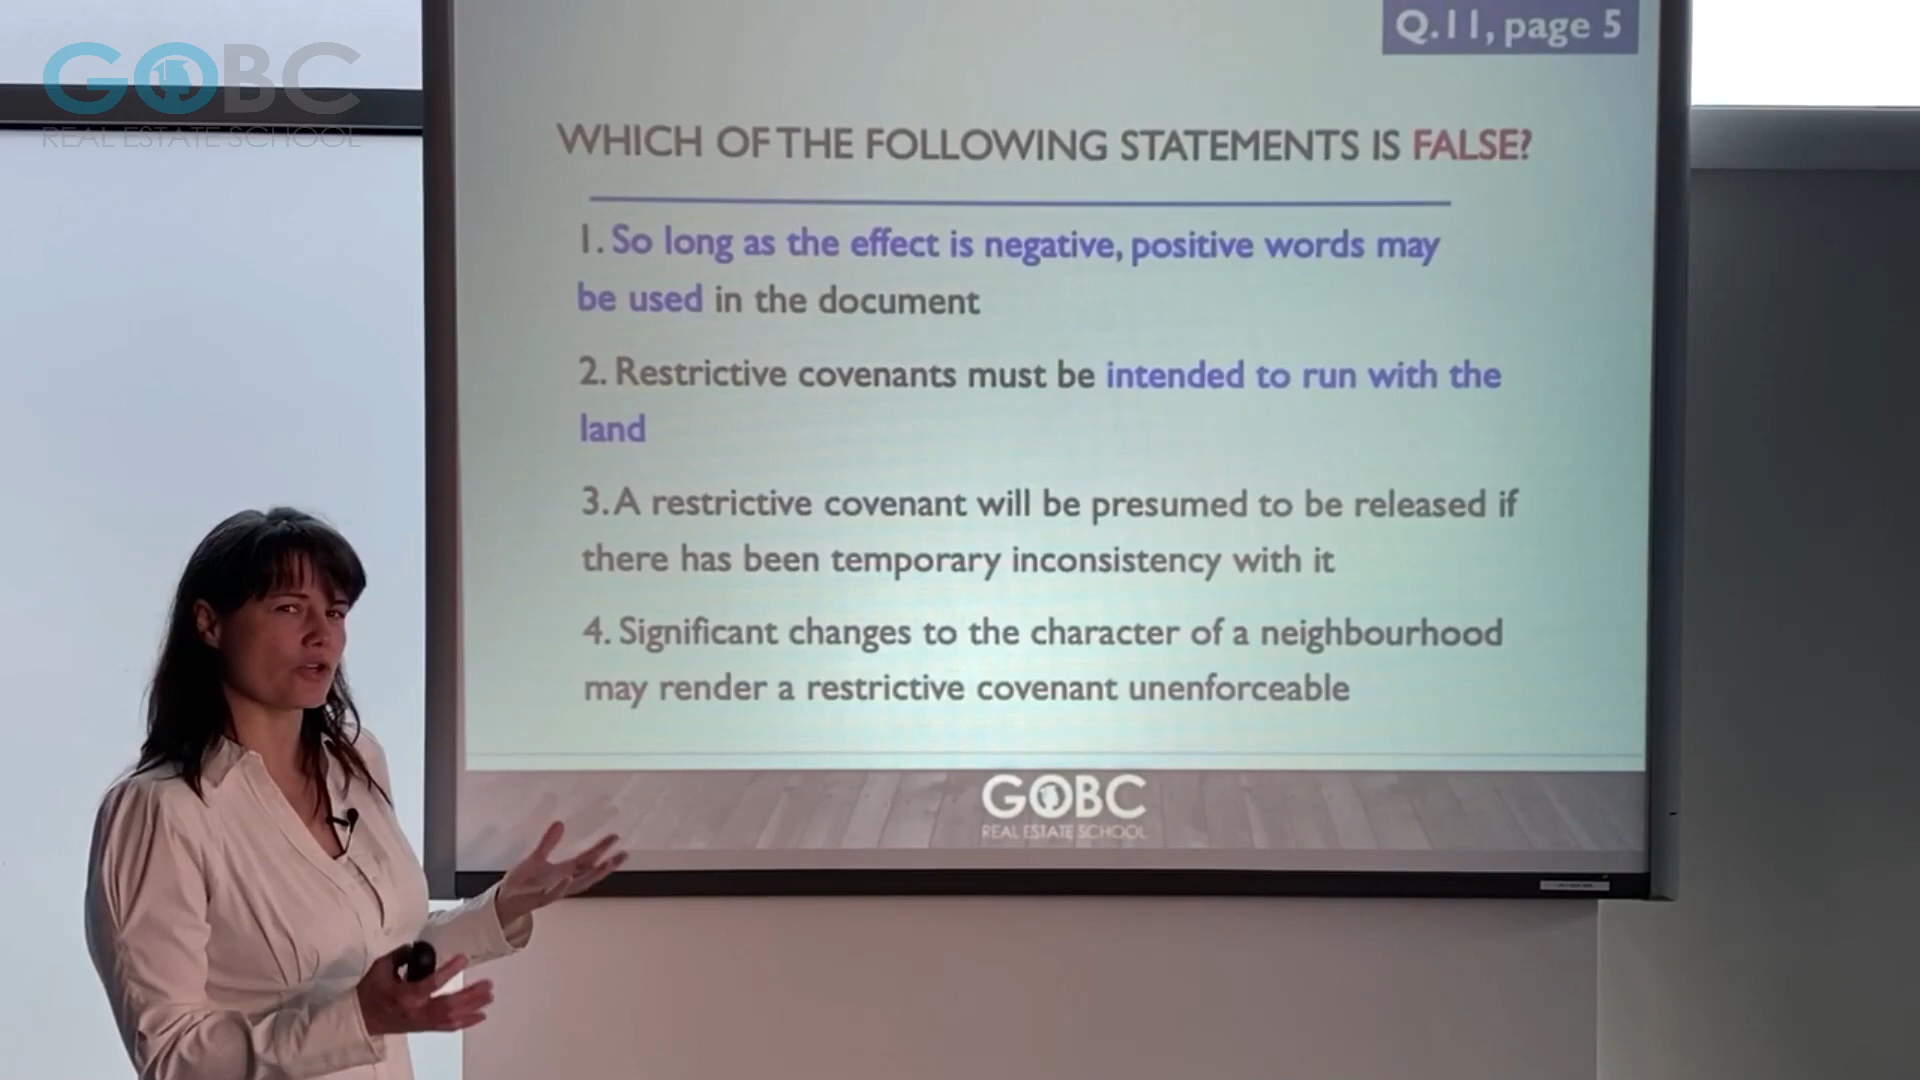 GOBC
REAL ESTATE SCHOOL
Q.11, page 5
WHICH OF THE FOLLOWING STATEMENTS IS FALSE?
1. So long as the effect is negative, positive words may
be used in the document
2. Restrictive covenants must be intended to run with the
land
3. A restrictive covenant will be presumed to be released if
there has been temporary inconsistency with it
4. Significant changes to the character of a neighbourhood
may render a restrictive covenant unenforceable
GOBC
REAL ESTATE SCHOOL